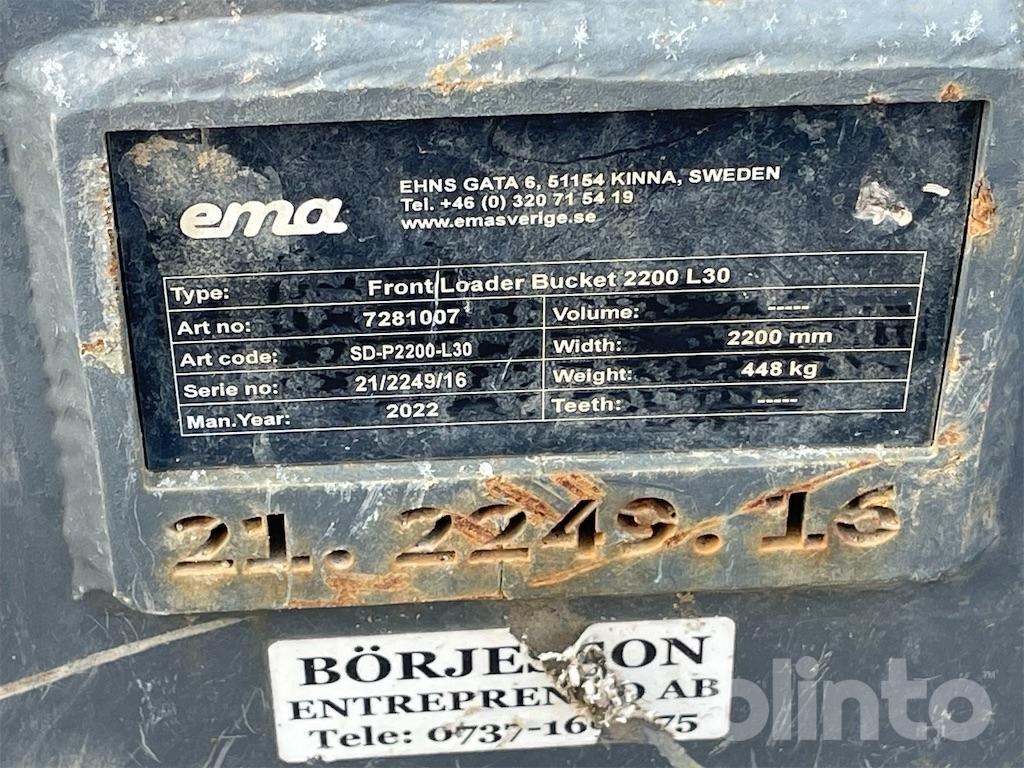 ema
EHNS GATA 6, 51154 KINNA, SWEDEN
Tel. +46 (0) 320 71 54 19
www.emasverige.se
Type: Front Loader Bucket 2200 L30
Art no: 7281007 Volume: -----
Art code: SD-P2200-L30 Width: 2200 mm
Serie no: 21/2249/16 Weight: 448 kg
Man.Year: 2022 Teeth: -----
21. 2249. 16
AB
Tele:
blinto™